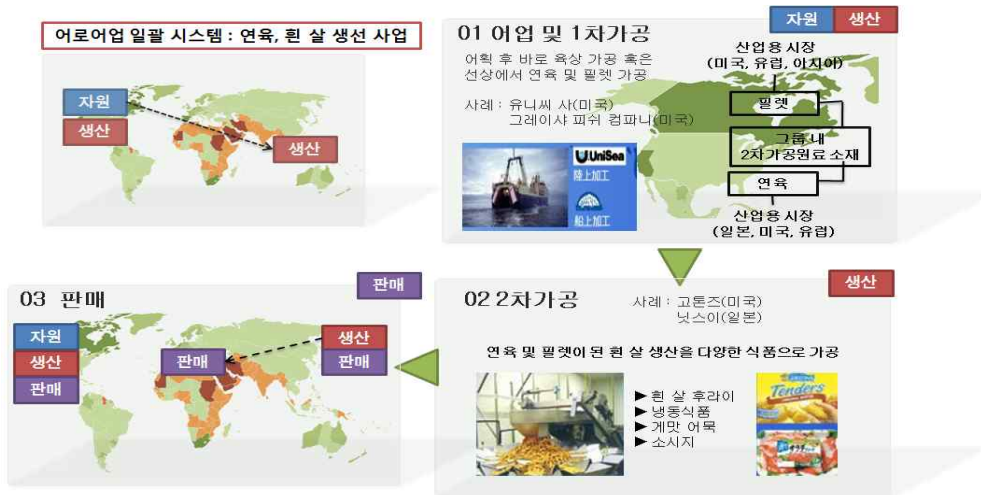 어로어업 일괄 시스템 : 연육, 흰 살 생선 사업
자원
생산
생산
자원 생산
01 어업 및 1차가공
어획 후 바로 육상 가공 혹은
선상에서 연육 및 필렛 가공
사례 : 유니씨 사(미국)
그레이샤 피쉬 컴파니(미국)
UniSea
陸上加工
船上加工
산업용 시장
(미국, 유럽, 아지아)
필렛
그룹 내
2차가공원료 소재
연육
산업용 시장
(일본, 미국, 유럽)
생산
02 2차가공
사례 : 고톤즈(미국)
닛스이(일본)
연육 및 필렛이 된 흰 살 생산을 다양한 식품으로 가공
▶ 흰 살 후라이
▶ 냉동식품
▶ 게맛 어묵
▶ 소시지
Tenders
판매
03 판매
자원
생산
판매
판매
생산
판매